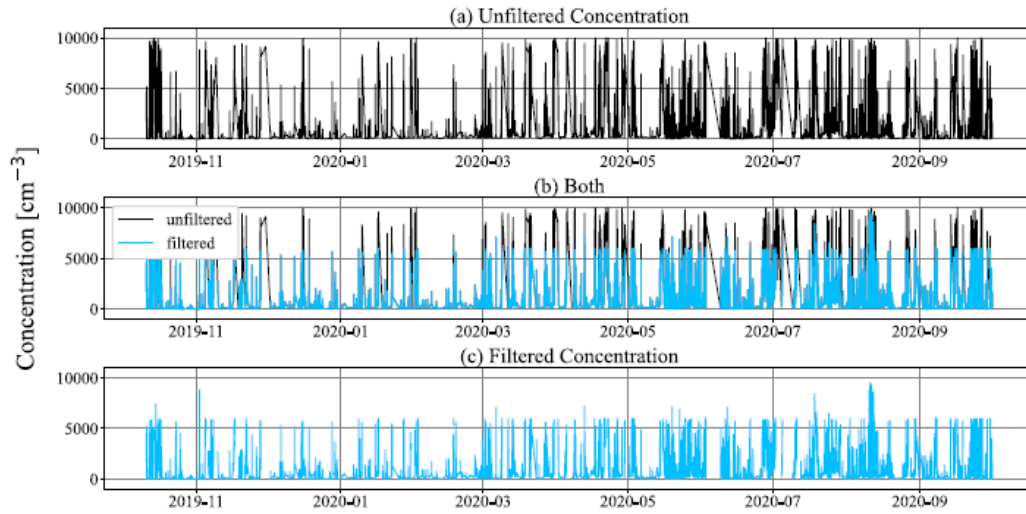 (a) Unfiltered Concentration
10000
5000
0
2019-11 2020-01 2020-03 2020-05 2020-07 2020-09
(b) Both
10000
unfiltered
filtered
5000
0
2019-11 2020-01 2020-03 2020-05 2020-07 2020-09
Concentration [cm⁻³]
(c) Filtered Concentration
10000
5000
0
2019-11 2020-01 2020-03 2020-05 2020-07 2020-09